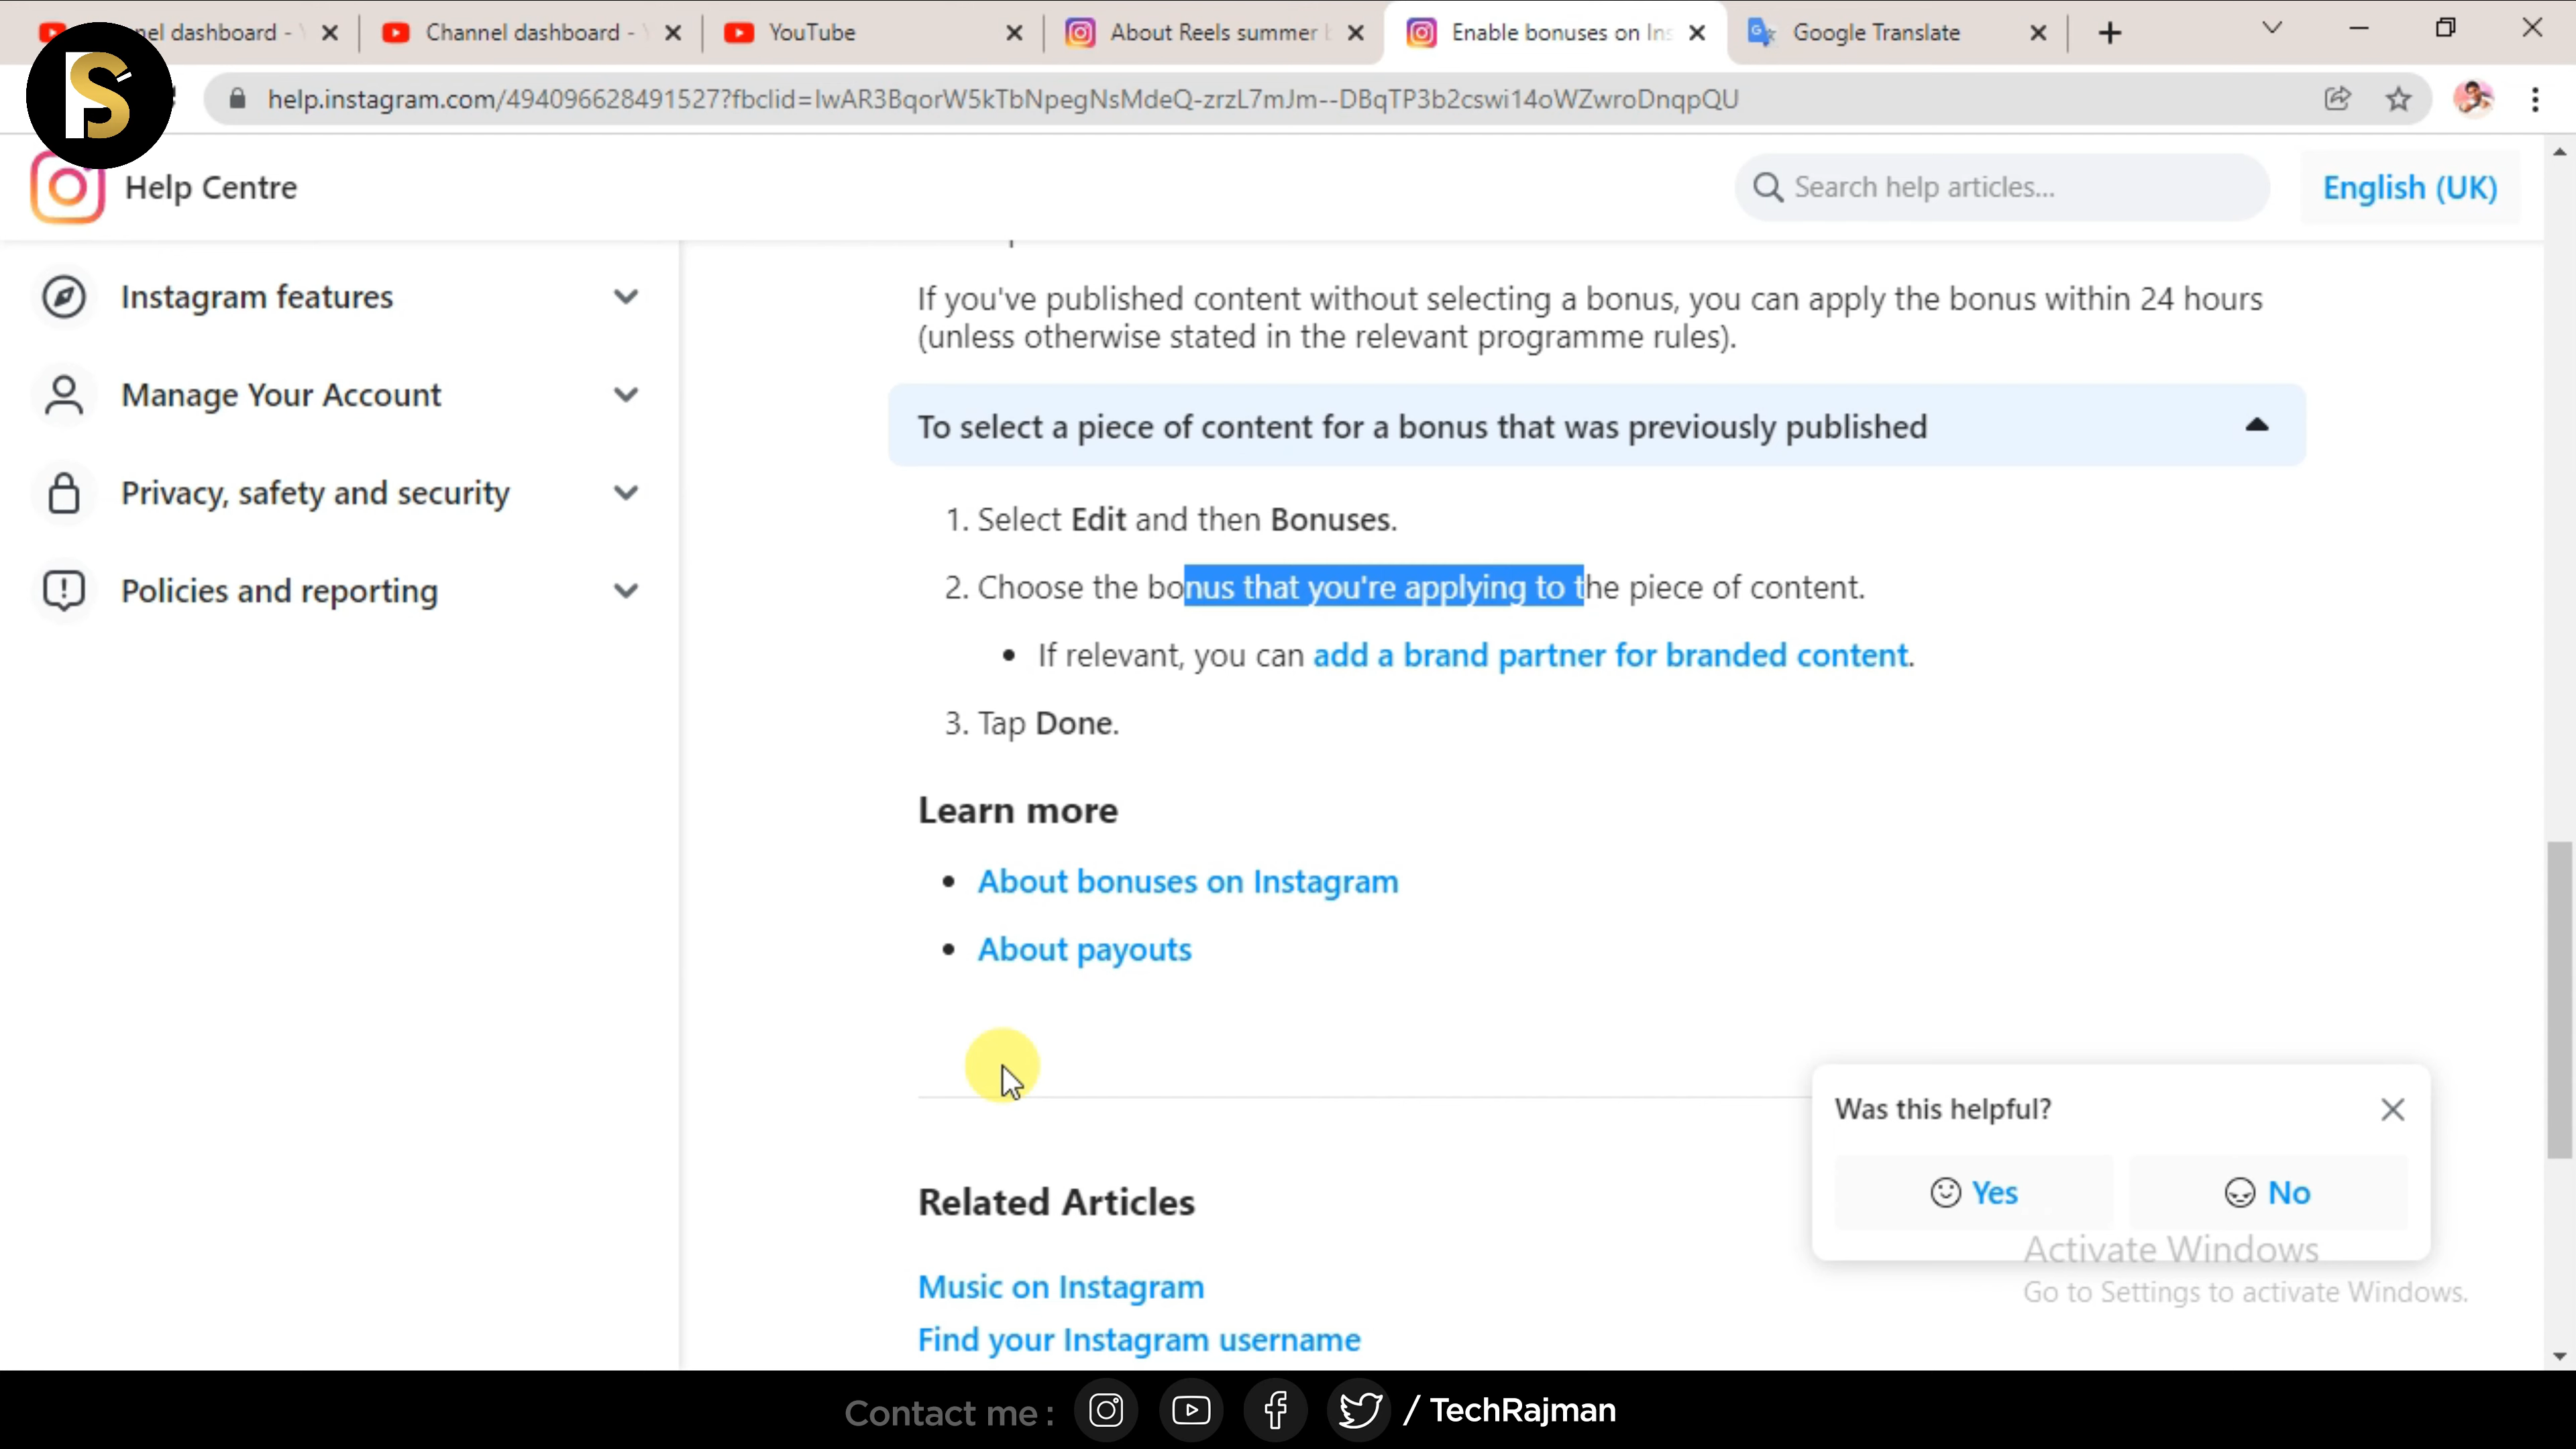 nel dashboard -
Channel dashboard -
YouTube
About Reels summer
Enable bonuses on Ins
Google Translate
PS
help.instagram.com/494096628491527?fbclid=IwAR3BqorW5kTbNpegNsMdeQ-zrzL7mJm--DBqTP3b2cswi14oWZwroDnqpQU
Help Centre
Search help articles...
English (UK)
Instagram features
Manage Your Account
Privacy, safety and security
Policies and reporting
If you've published content without selecting a bonus, you can apply the bonus within 24 hours
(unless otherwise stated in the relevant programme rules).
To select a piece of content for a bonus that was previously published
1. Select Edit and then Bonuses.
2. Choose the bonus that you're applying to the piece of content.
• If relevant, you can add a brand partner for branded content.
3. Tap Done.
Learn more
• About bonuses on Instagram
• About payouts
Was this helpful?
Yes
No
Related Articles
Music on Instagram
Find your Instagram username
Activate Windows
Go to Settings to activate Windows.
Contact me : / TechRajman